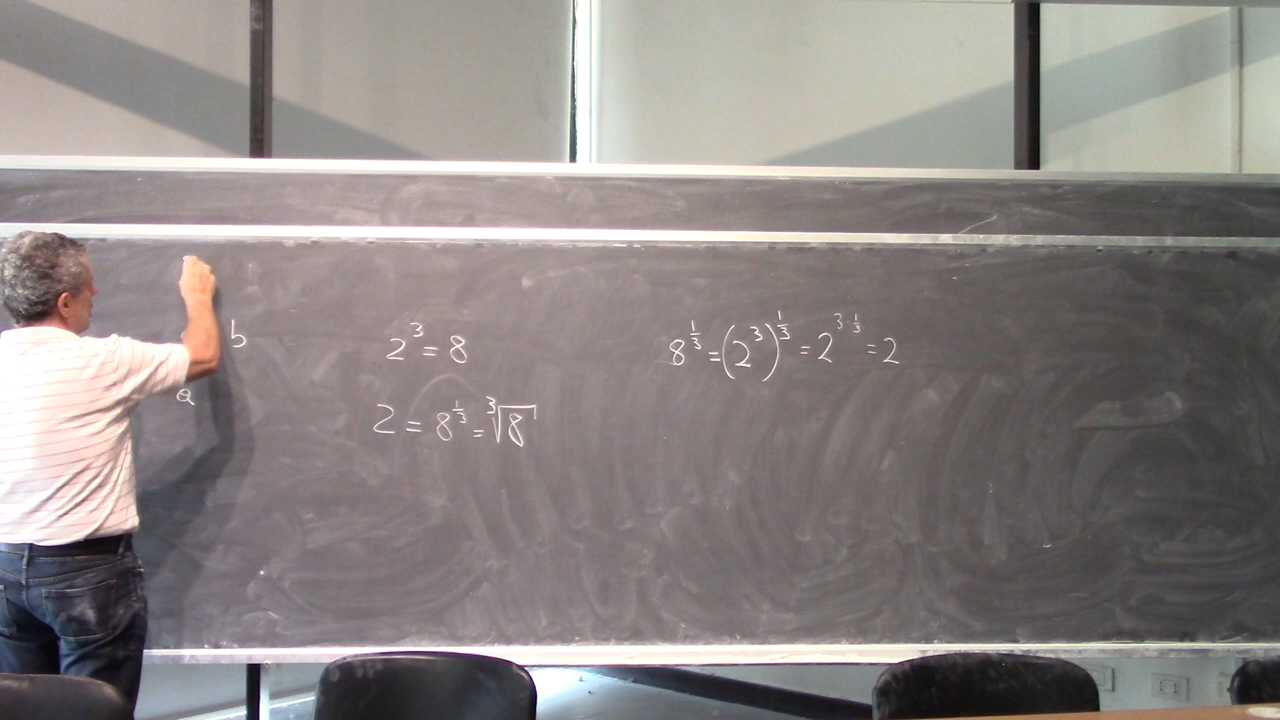 b
a
2³ = 8
2 = 8^(1/3) = ∛8
8^(1/3) = (2³)^(1/3) = 2^(3·1/3) = 2